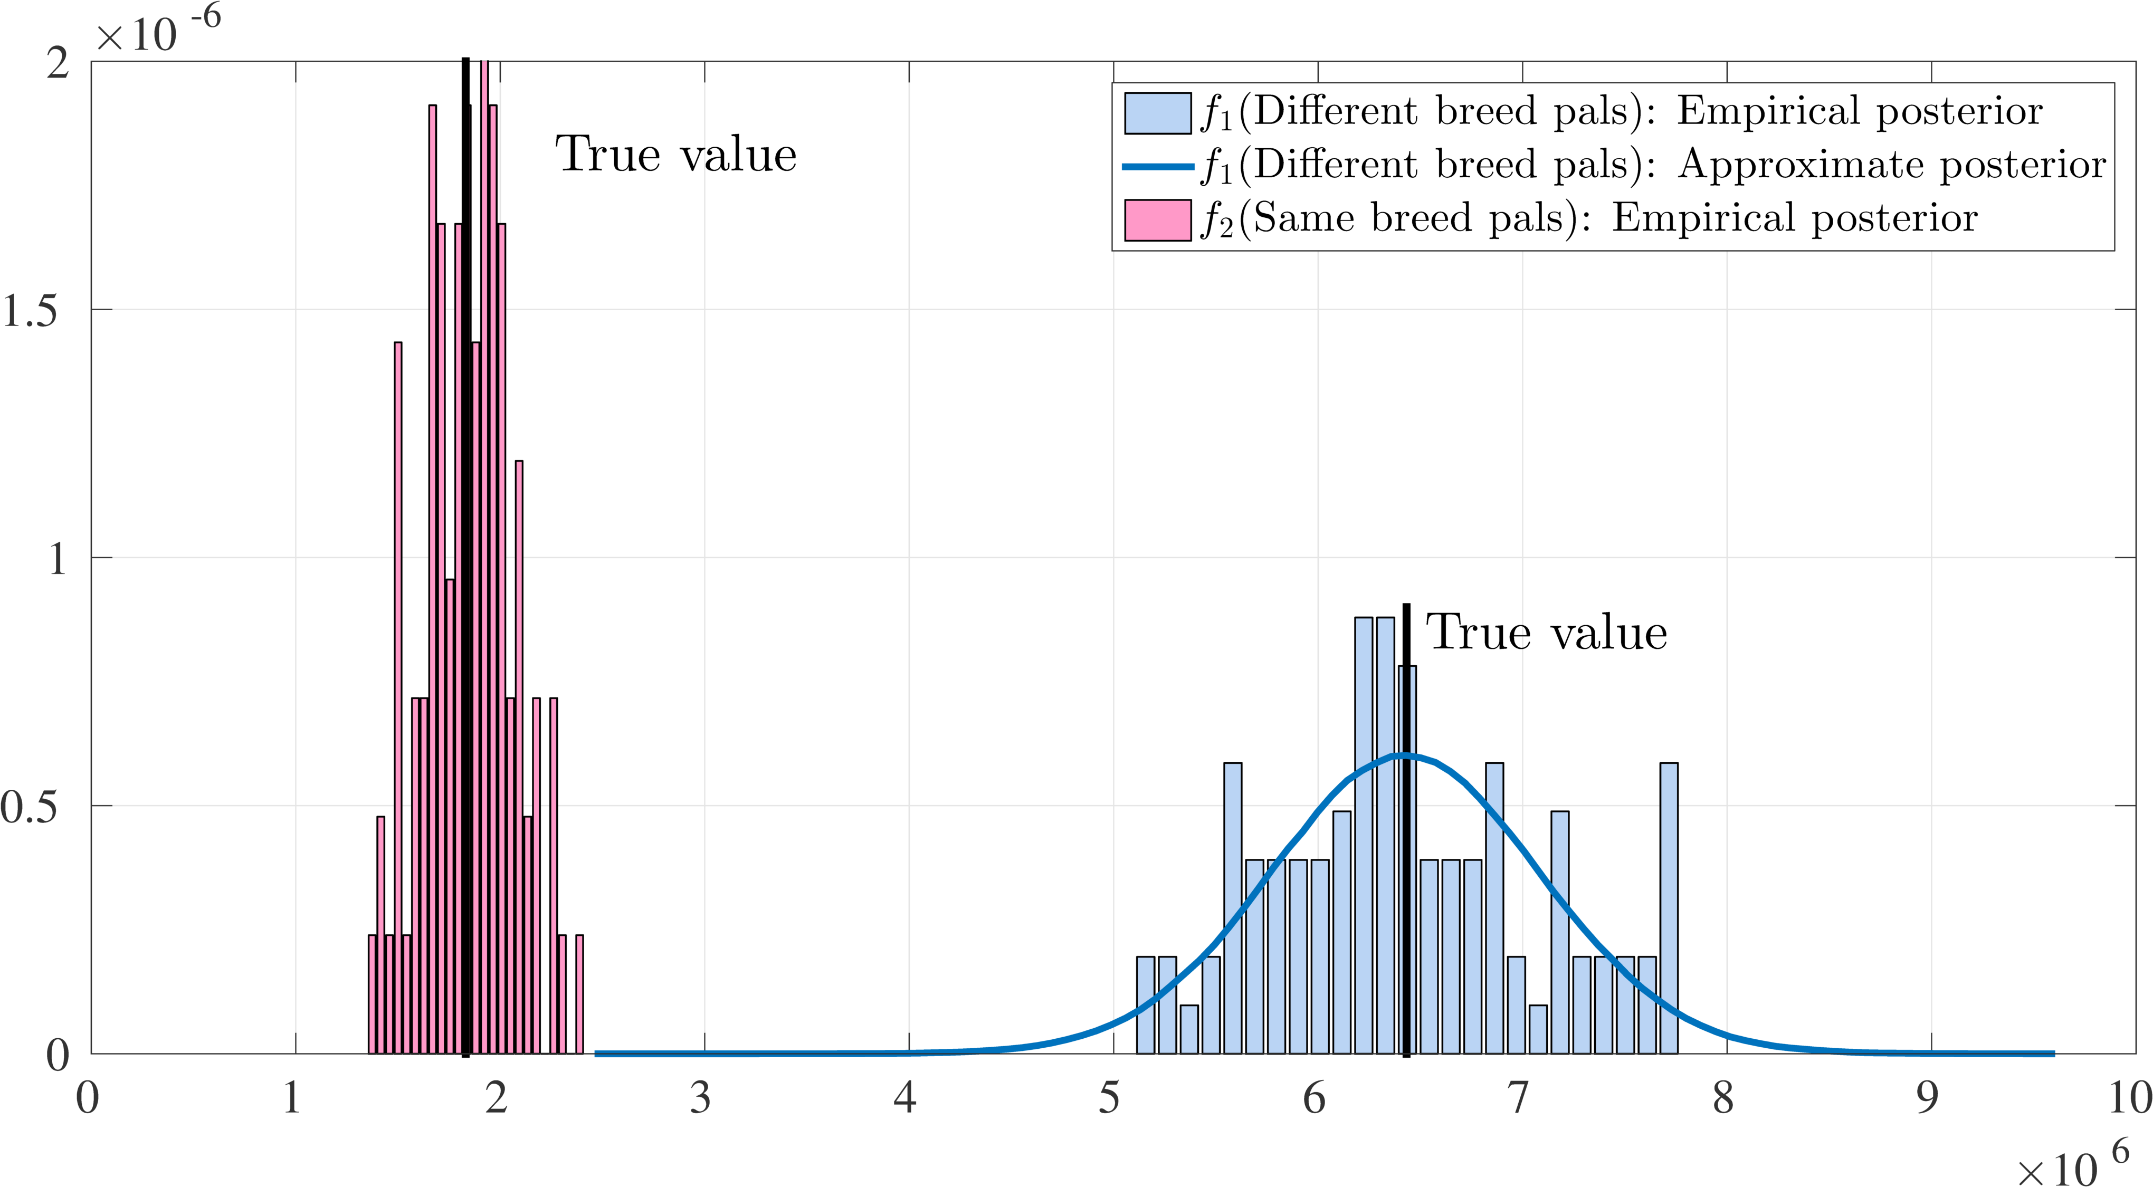 ×10 -6
2
1.5
1
0.5
0
True value
f1(Different breed pals): Empirical posterior
f1(Different breed pals): Approximate posterior
f2(Same breed pals): Empirical posterior
True value
0 1 2 3 4 5 6 7 8 9 10
×10 6